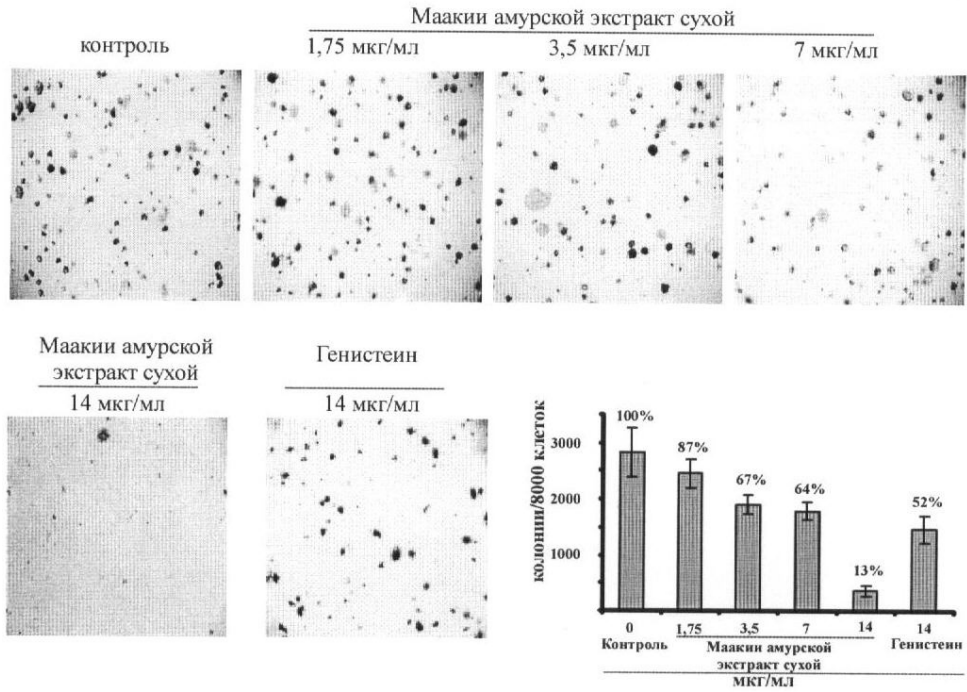 Маакии амурской экстракт сухой
контроль
1,75 мкг/мл
3,5 мкг/мл
7 мкг/мл
Маакии амурской
экстракт сухой
14 мкг/мл
Генистеин
14 мкг/мл
колонии/8000 клеток
3000
2000
1000
100%
87%
67%
64%
13%
52%
0
1,75
3,5
7
14
14
Контроль
Маакии амурской
экстракт сухой
Генистеин
мкг/мл